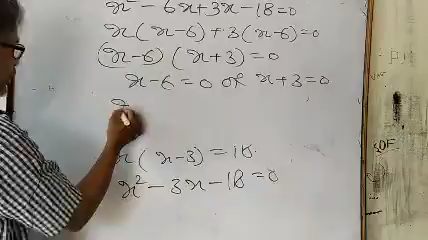 x² - 6x + 3x - 18 = 0
x (x - 6) + 3 (x - 6) = 0
(x - 6) (x + 3) = 0
x - 6 = 0 or x + 3 = 0
x
x (x - 3) = 18
x² - 3x - 18 = 0